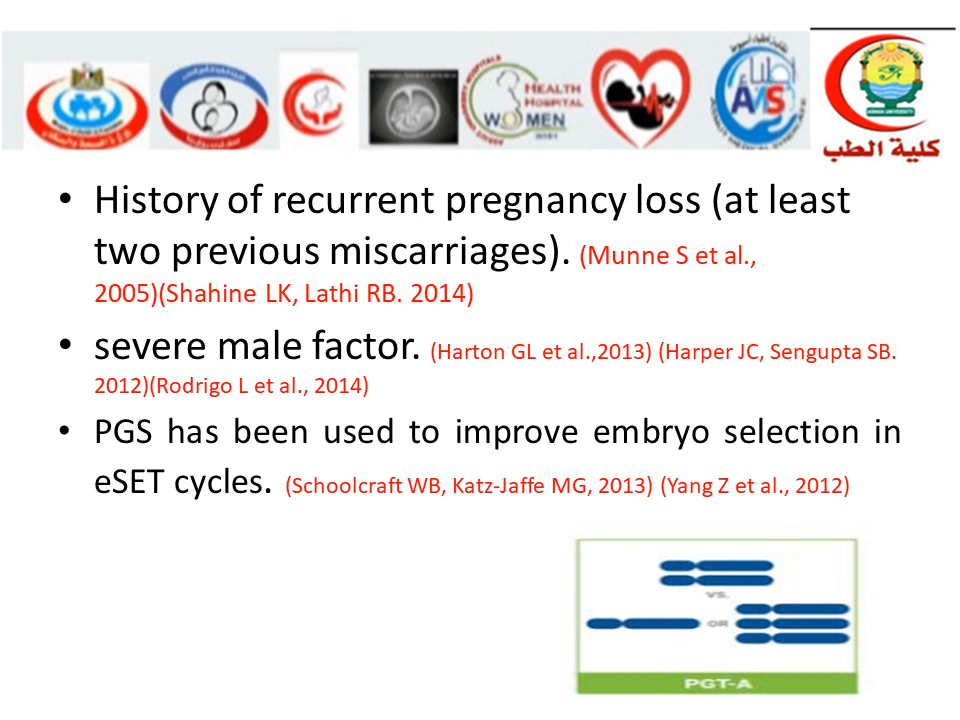 HEALTH
HOSPITAL
WOMEN
كلية الطب
• History of recurrent pregnancy loss (at least
two previous miscarriages). (Munne S et al.,
2005)(Shahine LK, Lathi RB. 2014)
• severe male factor. (Harton GL et al.,2013) (Harper JC, Sengupta SB.
2012)(Rodrigo L et al., 2014)
• PGS has been used to improve embryo selection in
eSET cycles. (Schoolcraft WB, Katz-Jaffe MG, 2013) (Yang Z et al., 2012)
VS.
OR
PGT-A